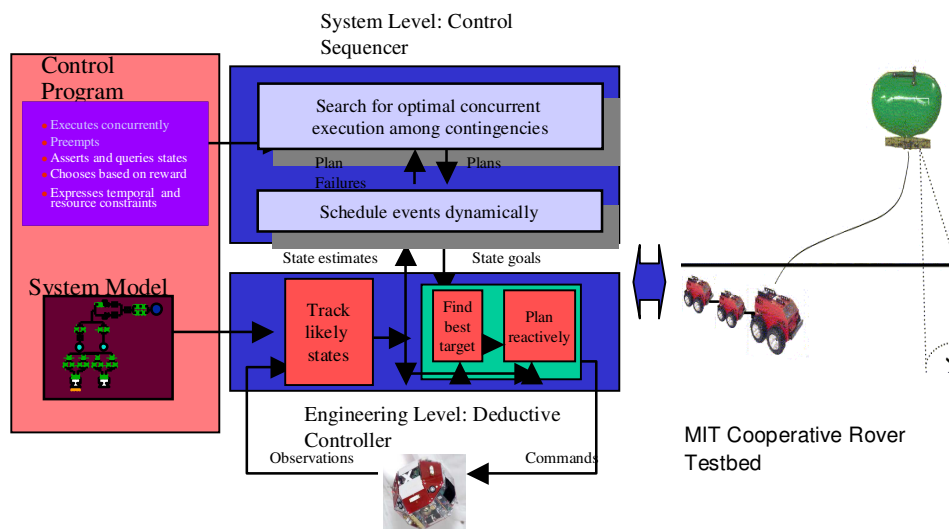 System Level: Control
Sequencer
Control
Program
• Executes concurrently
• Preempts
• Asserts and queries states
• Chooses based on reward
• Expresses temporal and
resource constraints
Search for optimal concurrent
execution among contingencies
Plan
Failures
Plans
Schedule events dynamically
State estimates
State goals
System Model
Track
likely
states
Find
best
target
Plan
reactively
Engineering Level: Deductive
Controller
Observations
Commands
MIT Cooperative Rover
Testbed